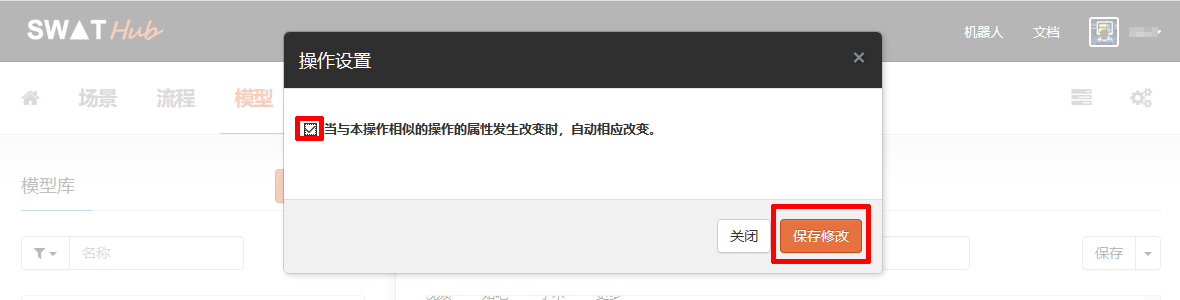 SWAT Hub
机器人
文档
操作设置
×
场景
流程
模型
当与本操作相似的操作的属性发生改变时，自动相应改变。
模型库
关闭
保存修改
名称
保存